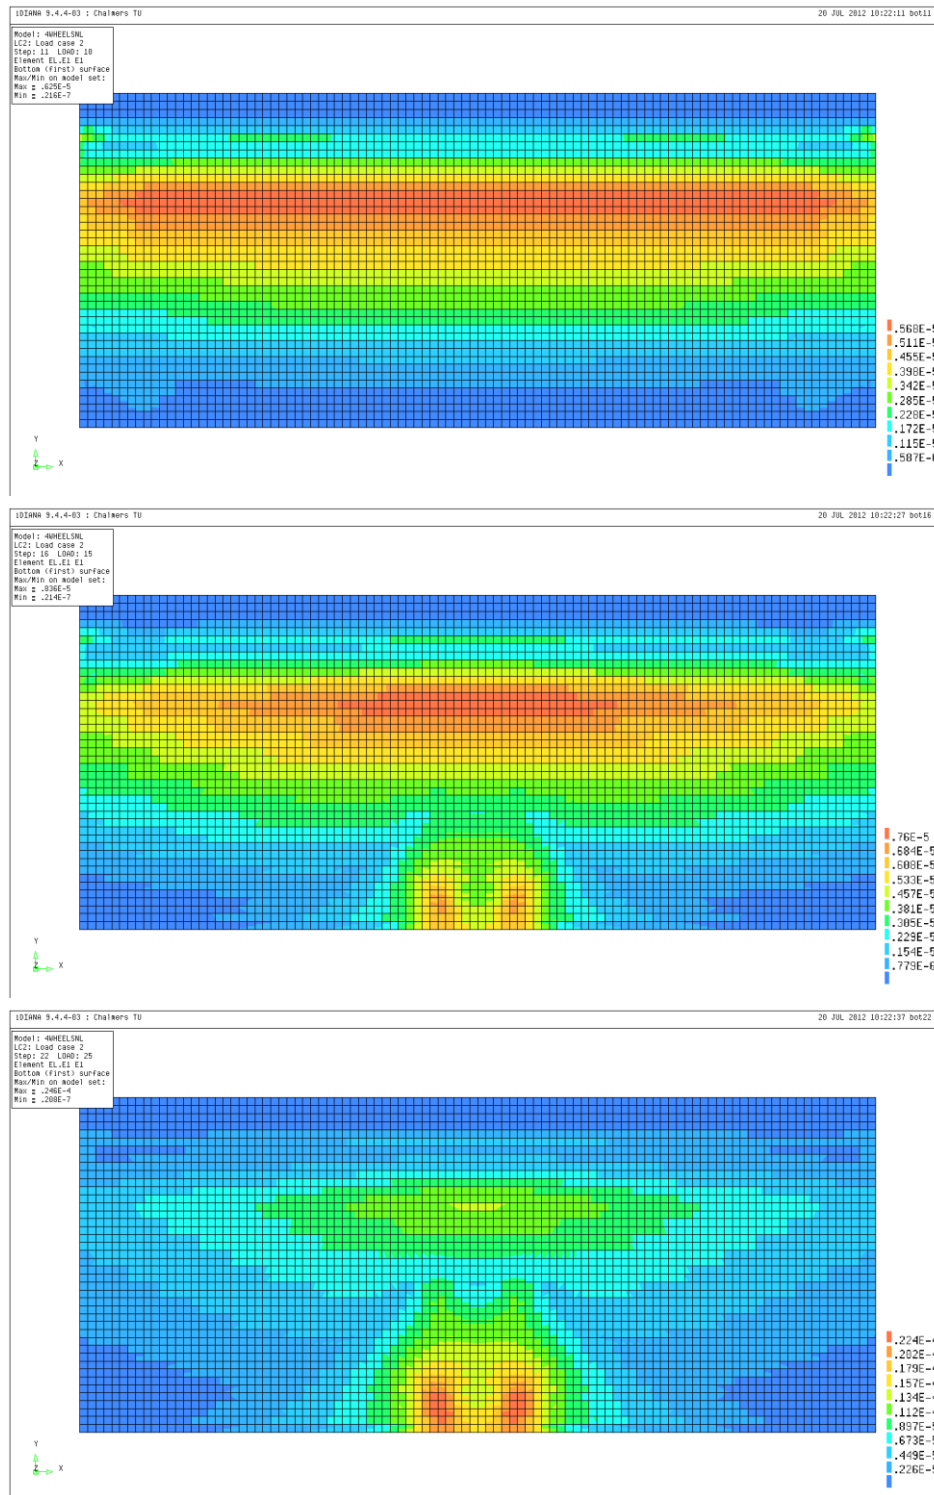 iDIANA 9.4.4-03 : Chalmers TU
20 JUL 2012 10:22:11 bot11
Model: 4WHEELSNL
LC2: Load case 2
Step: 11 LOAD: 10
Element EL.E1 E1
Bottom (first) surface
Max/Min on model set:
Max = .625E-5
Min = .216E-7
.568E-5
.511E-5
.455E-5
.398E-5
.342E-5
.285E-5
.228E-5
.172E-5
.115E-5
.587E-6
Y
Z X
iDIANA 9.4.4-03 : Chalmers TU
20 JUL 2012 10:22:27 bot16
Model: 4WHEELSNL
LC2: Load case 2
Step: 16 LOAD: 15
Element EL.E1 E1
Bottom (first) surface
Max/Min on model set:
Max = .836E-5
Min = .214E-7
.76E-5
.684E-5
.608E-5
.533E-5
.457E-5
.381E-5
.305E-5
.229E-5
.154E-5
.779E-6
Y
Z X
iDIANA 9.4.4-03 : Chalmers TU
20 JUL 2012 10:22:37 bot22
Model: 4WHEELSNL
LC2: Load case 2
Step: 22 LOAD: 25
Element EL.E1 E1
Bottom (first) surface
Max/Min on model set:
Max = .246E-4
Min = .208E-7
.224E-4
.202E-4
.179E-4
.157E-4
.134E-4
.112E-4
.897E-5
.673E-5
.449E-5
.226E-5
Y
Z X